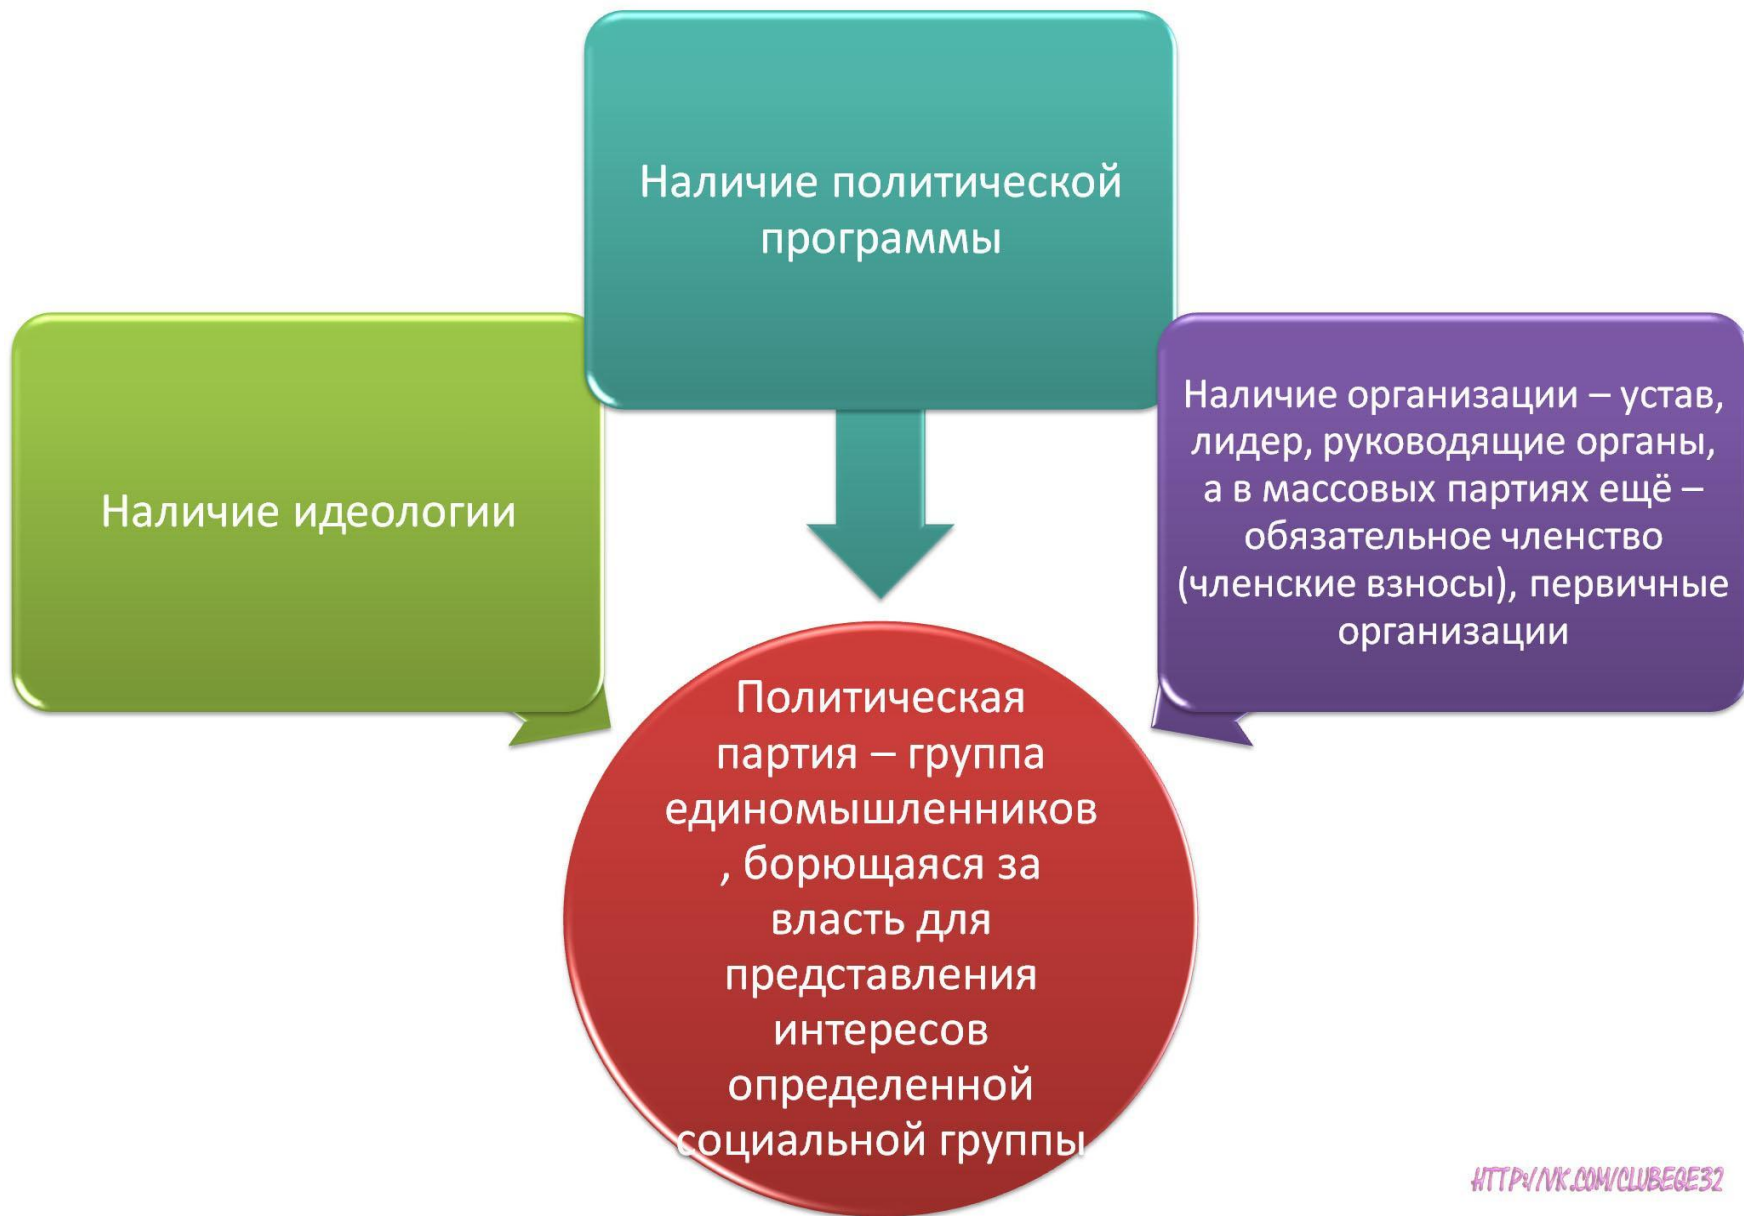 Наличие политической
программы
Наличие идеологии
Наличие организации – устав,
лидер, руководящие органы,
а в массовых партиях ещё –
обязательное членство
(членские взносы), первичные
организации
Политическая
партия – группа
единомышленников
, борющаяся за
власть для
представления
интересов
определенной
социальной группы
HTTP://VK.COM/CLUBEGE32